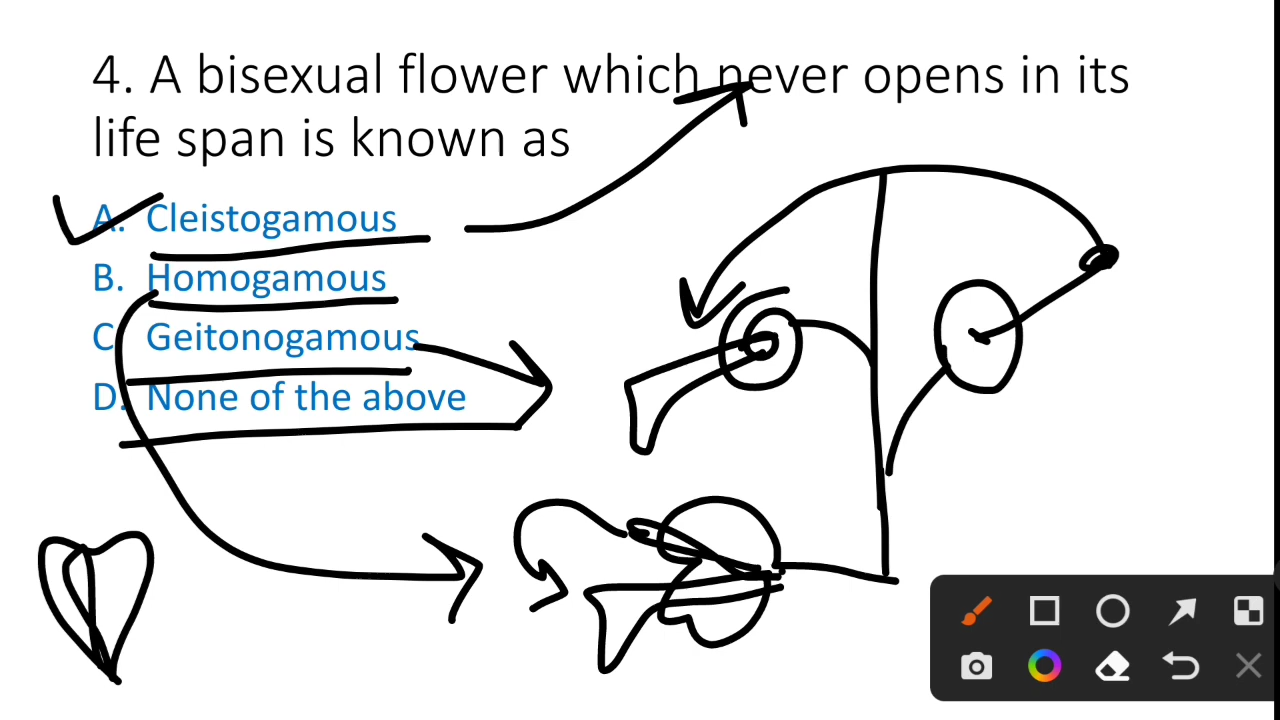 4. A bisexual flower which never opens in its
life span is known as
A. Cleistogamous
B. Homogamous
C. Geitonogamous
D. None of the above